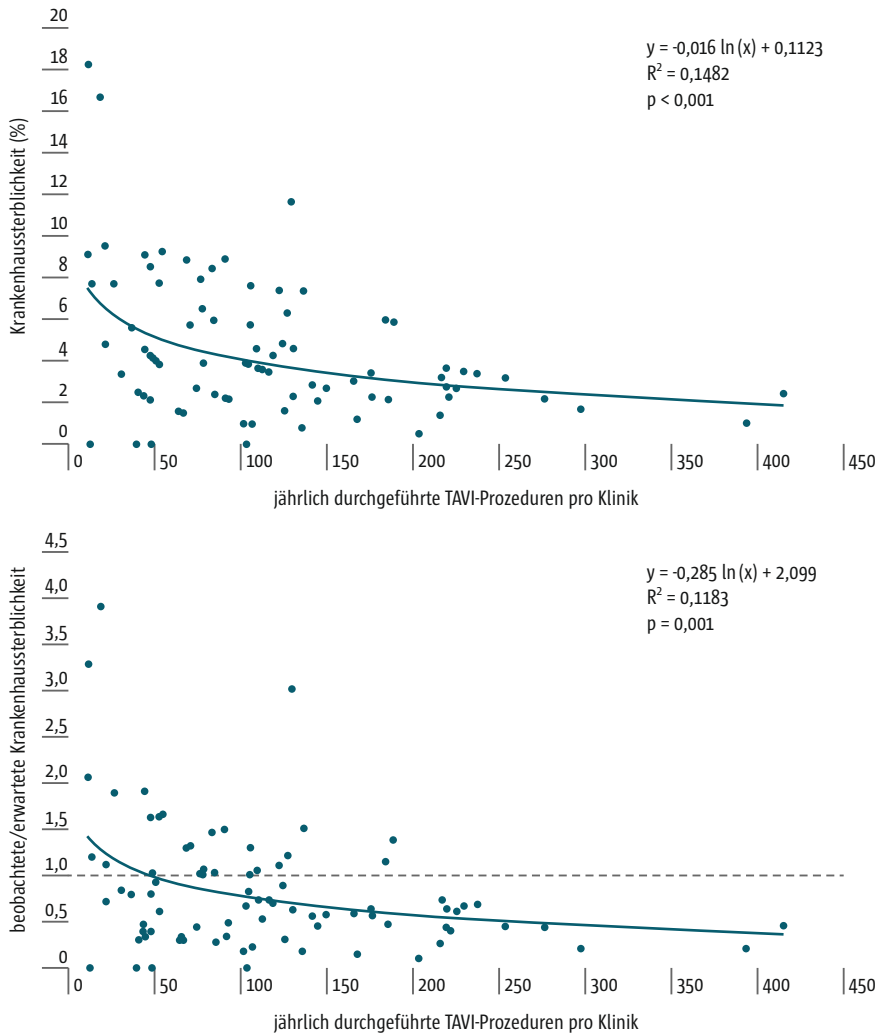 20
18
16
14
12
10
8
6
4
2
0
Krankenhaussterblichkeit (%)
y = -0,016 ln (x) + 0,1123
R² = 0,1482
p < 0,001
0 50 100 150 200 250 300 350 400 450
jährlich durchgeführte TAVI-Prozeduren pro Klinik
4,5
4,0
3,5
3,0
2,5
2,0
1,5
1,0
0,5
0
beobachtete/erwartete Krankenhaussterblichkeit
y = -0,285 ln (x) + 2,099
R² = 0,1183
p = 0,001
0 50 100 150 200 250 300 350 400 450
jährlich durchgeführte TAVI-Prozeduren pro Klinik